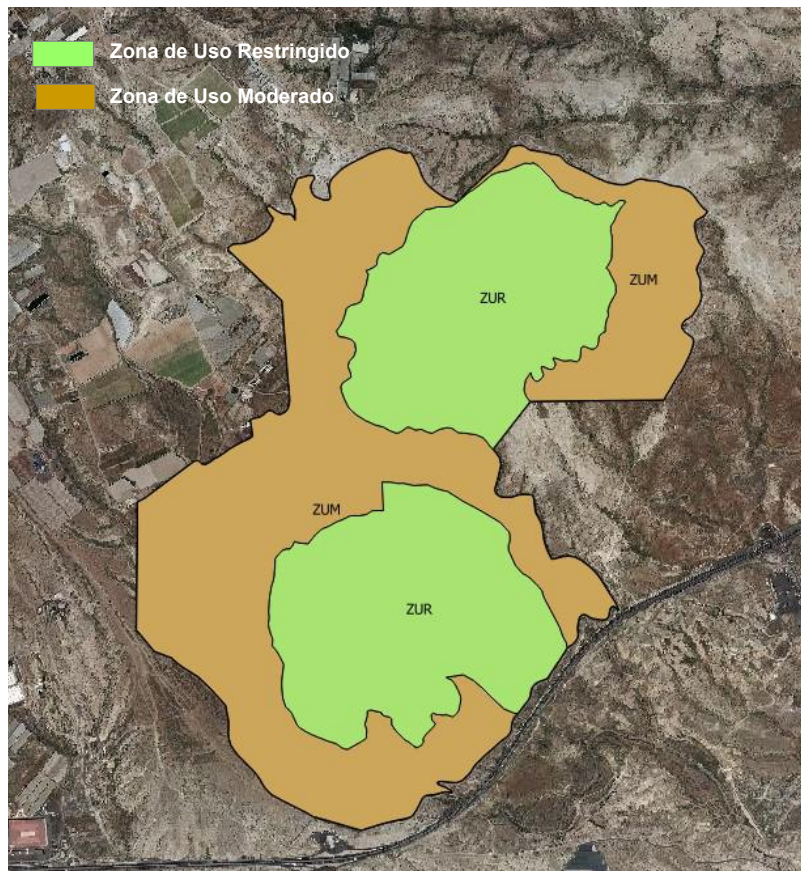 Zona de Uso Restringido
Zona de Uso Moderado
ZUM
ZUR
ZUM
ZUR